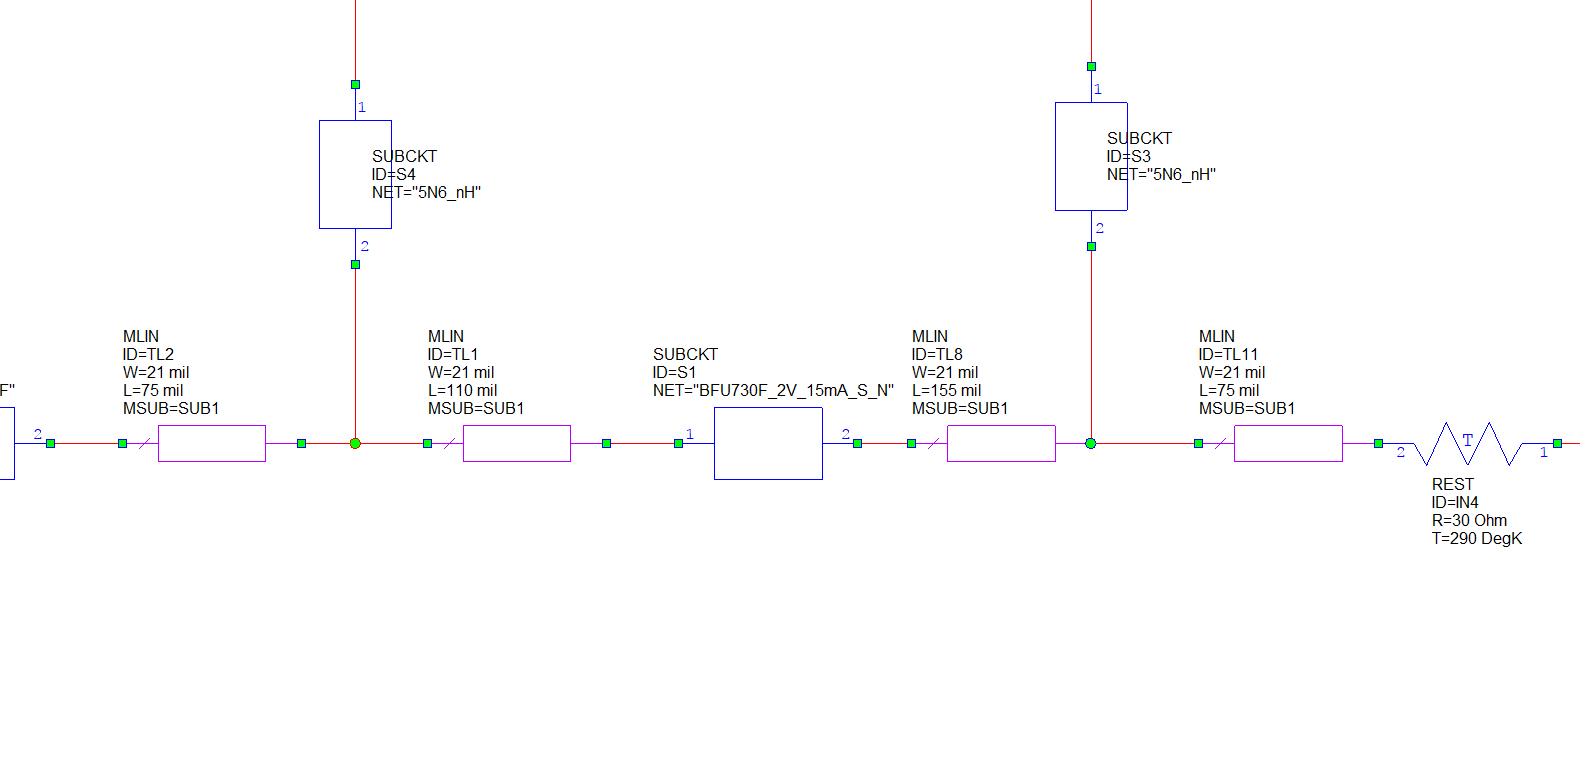 1
SUBCKT
ID=S4
NET="5N6_nH"
2
1
SUBCKT
ID=S3
NET="5N6_nH"
2
F"
2
MLIN
ID=TL2
W=21 mil
L=75 mil
MSUB=SUB1
MLIN
ID=TL1
W=21 mil
L=110 mil
MSUB=SUB1
SUBCKT
ID=S1
NET="BFU730F_2V_15mA_S_N"
1
2
MLIN
ID=TL8
W=21 mil
L=155 mil
MSUB=SUB1
MLIN
ID=TL11
W=21 mil
L=75 mil
MSUB=SUB1
2
T
1
REST
ID=IN4
R=30 Ohm
T=290 DegK